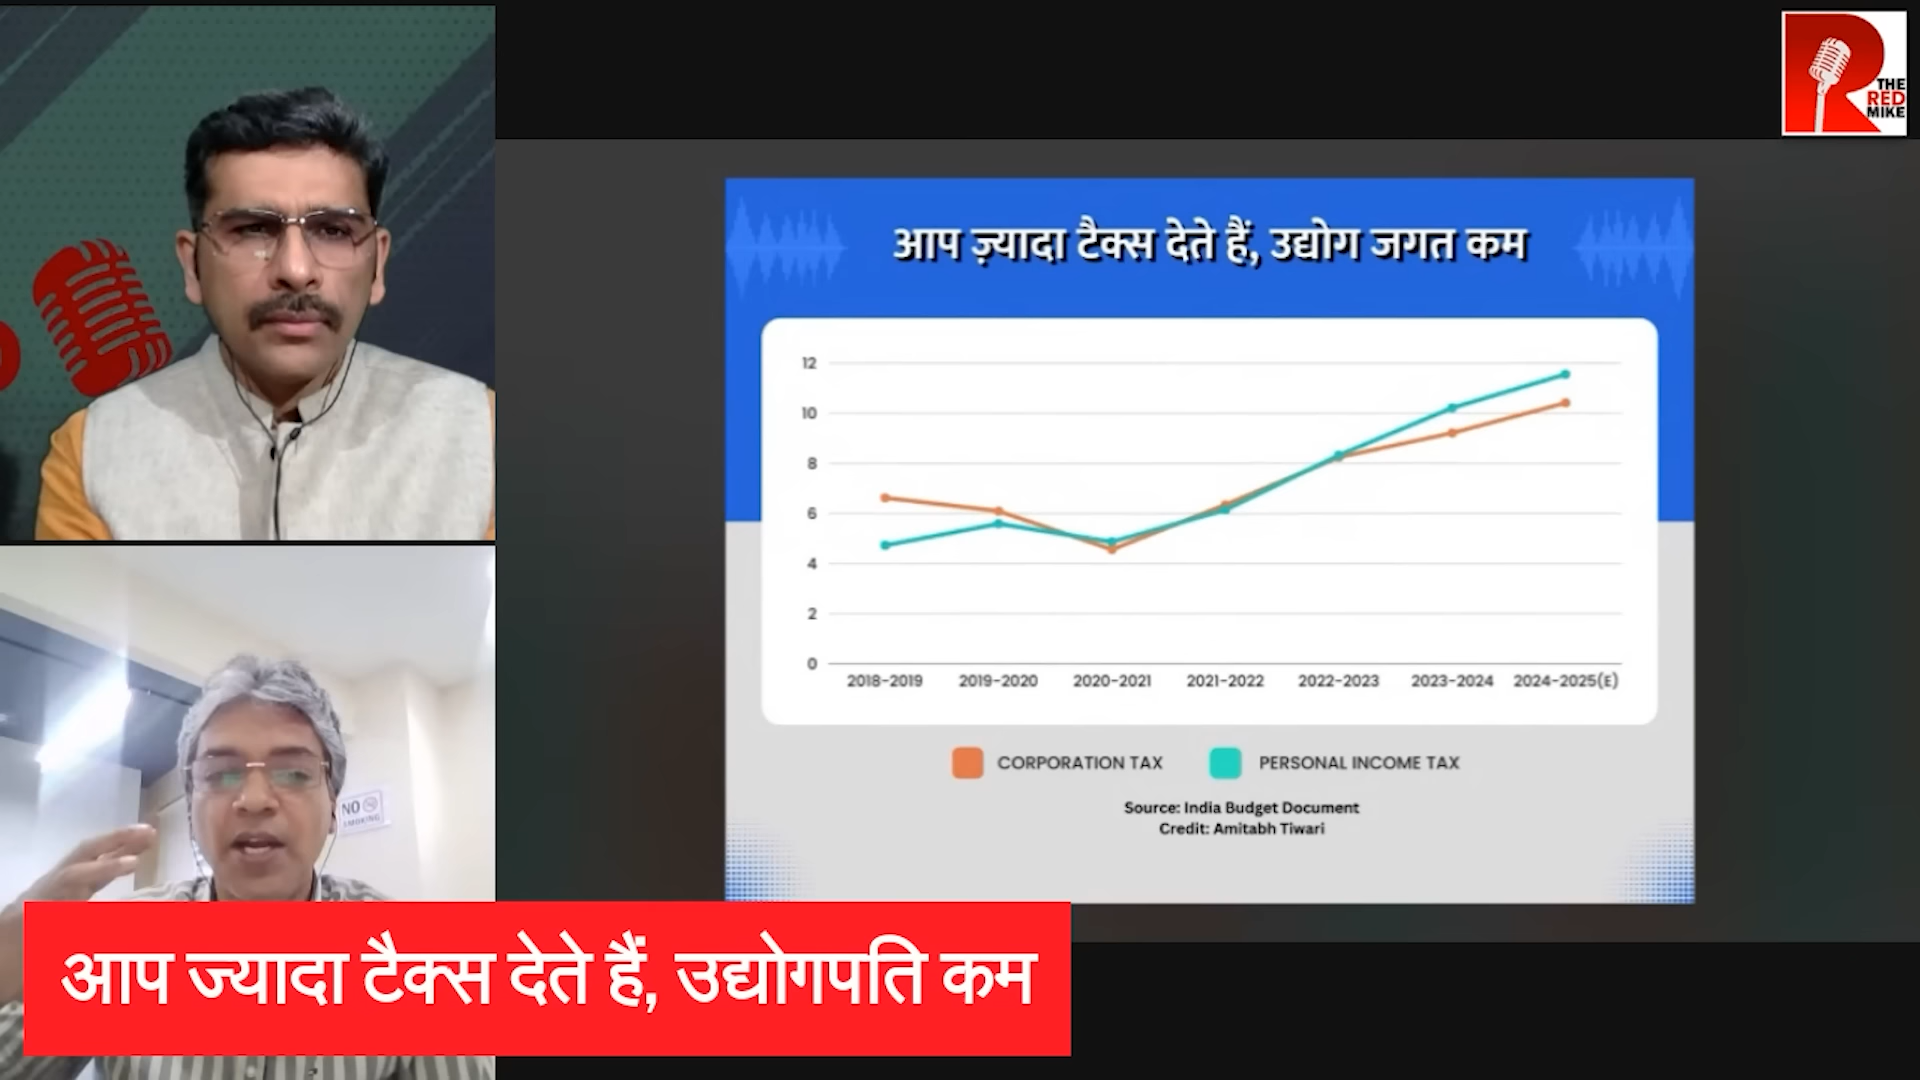 THE
RED
MIKE
आप ज़्यादा टैक्स देते हैं, उद्योग जगत कम
12
10
8
6
4
2
0
2018-2019 2019-2020 2020-2021 2021-2022 2022-2023 2023-2024 2024-2025(E)
CORPORATION TAX PERSONAL INCOME TAX
Source: India Budget Document
Credit: Amitabh Tiwari
NO
SMOKING
आप ज्यादा टैक्स देते हैं, उद्योगपति कम